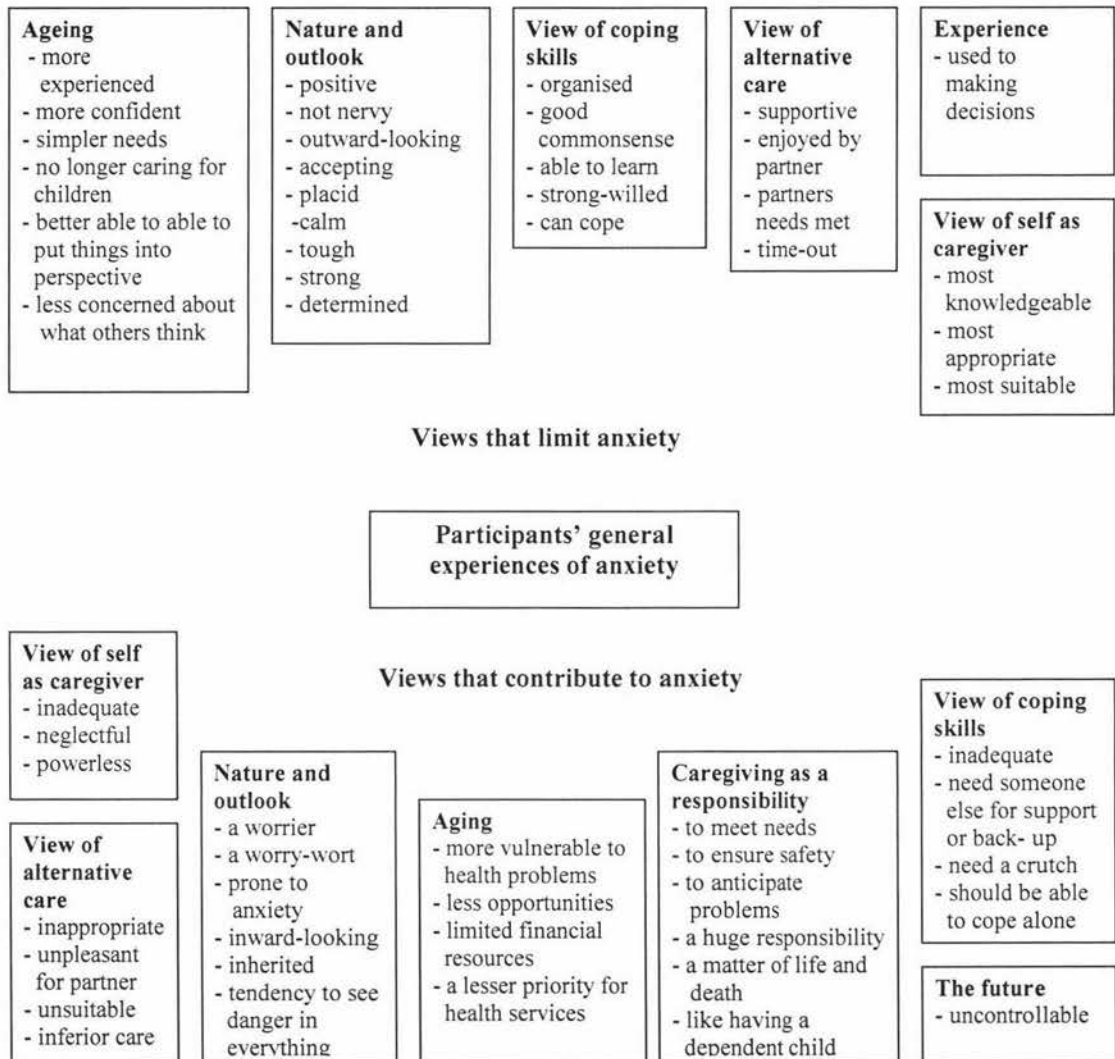 Ageing
- more
experienced
- more confident
- simpler needs
- no longer caring for
children
- better able to able to
put things into
perspective
- less concerned about
what others think
Nature and
outlook
- positive
- not nervy
- outward-looking
- accepting
- placid
-calm
- tough
- strong
- determined
View of coping
skills
- organised
- good
commonsense
- able to learn
- strong-willed
- can cope
View of
alternative
care
- supportive
- enjoyed by
partner
- partners
needs met
- time-out
Experience
- used to
making
decisions
View of self as
caregiver
- most
knowledgeable
- most
appropriate
- most suitable
Views that limit anxiety
Participants’ general
experiences of anxiety
Views that contribute to anxiety
View of self
as caregiver
- inadequate
- neglectful
- powerless
View of
alternative
care
- inappropriate
- unpleasant
for partner
- unsuitable
- inferior care
Nature and
outlook
- a worrier
- a worry-wort
- prone to
anxiety
- inward-looking
- inherited
- tendency to see
danger in
everything
Aging
- more vulnerable to
health problems
- less opportunities
- limited financial
resources
- a lesser priority for
health services
Caregiving as a
responsibility
- to meet needs
- to ensure safety
- to anticipate
problems
- a huge responsibility
- a matter of life and
death
- like having a
dependent child
View of coping
skills
- inadequate
- need someone
else for support
or back- up
- need a crutch
- should be able
to cope alone
The future
- uncontrollable